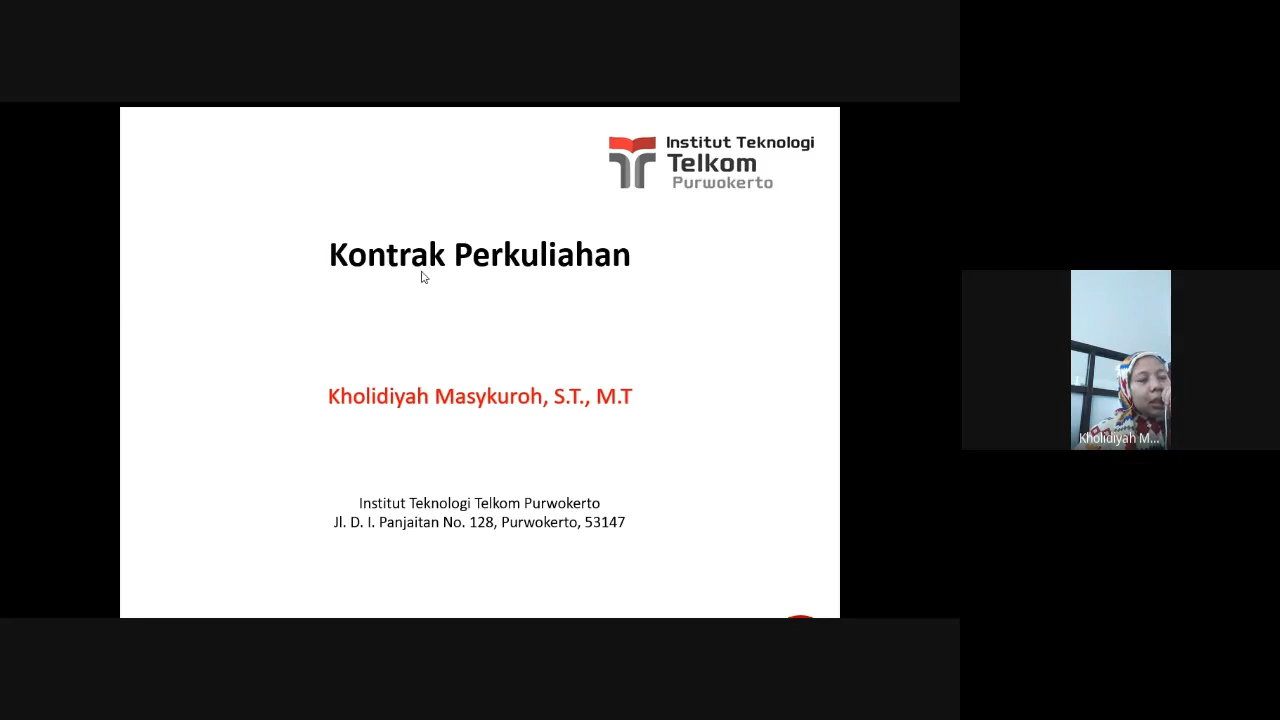 Institut Teknologi
Telkom
Purwokerto
Kontrak Perkuliahan
Kholidiyah Masykuroh, S.T., M.T
Institut Teknologi Telkom Purwokerto
Jl. D. I. Panjaitan No. 128, Purwokerto, 53147
Kholidiyah M...